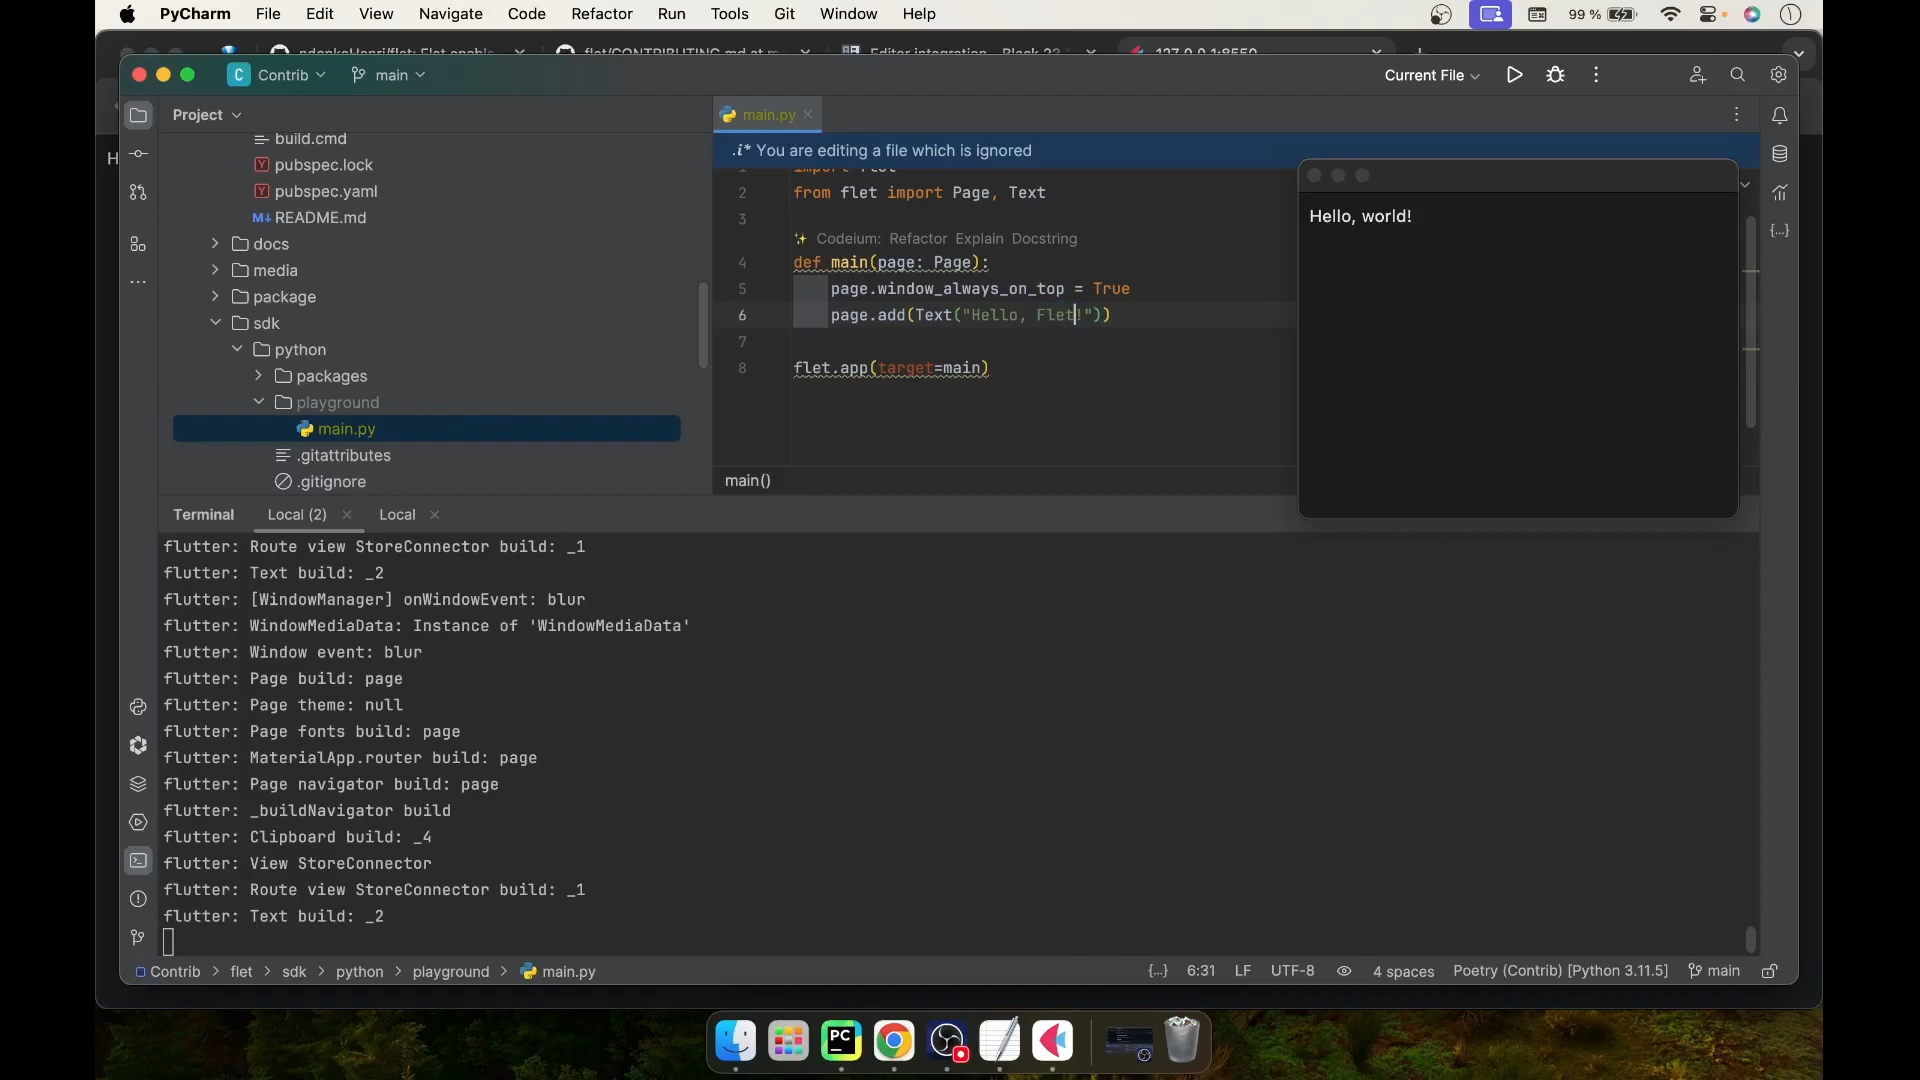 PyCharm File Edit View Navigate Code Refactor Run Tools Git Window Help 99 %
127.0.0.1:8550
C Contrib main Current File
Project main.py
.i* You are editing a file which is ignored
build.cmd
pubspec.lock
pubspec.yaml
M↓ README.md
docs
media
package
sdk
python
packages
playground
main.py
.gitattributes
.gitignore
2 from flet import Page, Text
3
Codeium: Refactor Explain Docstring
4 def main(page: Page):
5 page.window_always_on_top = True
6 page.add(Text("Hello, Flet!"))
7
8 flet.app(target=main)
main()
Hello, world!
Terminal Local (2) Local
flutter: Route view StoreConnector build: _1
flutter: Text build: _2
flutter: [WindowManager] onWindowEvent: blur
flutter: WindowMediaData: Instance of 'WindowMediaData'
flutter: Window event: blur
flutter: Page build: page
flutter: Page theme: null
flutter: Page fonts build: page
flutter: MaterialApp.router build: page
flutter: Page navigator build: page
flutter: _buildNavigator build
flutter: Clipboard build: _4
flutter: View StoreConnector
flutter: Route view StoreConnector build: _1
flutter: Text build: _2
Contrib > flet > sdk > python > playground > main.py {...} 6:31 LF UTF-8 4 spaces Poetry (Contrib) [Python 3.11.5] main
PC